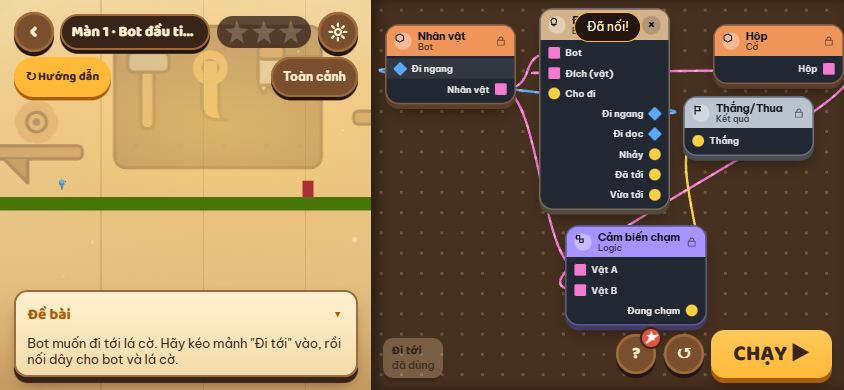 Màn 1 · Bot đầu ti...
Hướng dẫn
Toàn cảnh
Đề bài
Bot muốn đi tới lá cờ. Hãy kéo mảnh "Đi tới" vào, rồi
nối dây cho bot và lá cờ.
Nhân vật
Bot
Đi ngang
Nhân vật
Đã nối!
Bot
Đích (vật)
Cho đi
Đi ngang
Đi dọc
Nhảy
Đã tới
Vừa tới
Hộp
Cờ
Hộp
Thắng/Thua
Kết quả
Thắng
Cảm biến chạm
Logic
Vật A
Vật B
Đang chạm
Đi tới
đã dùng
?
CHẠY